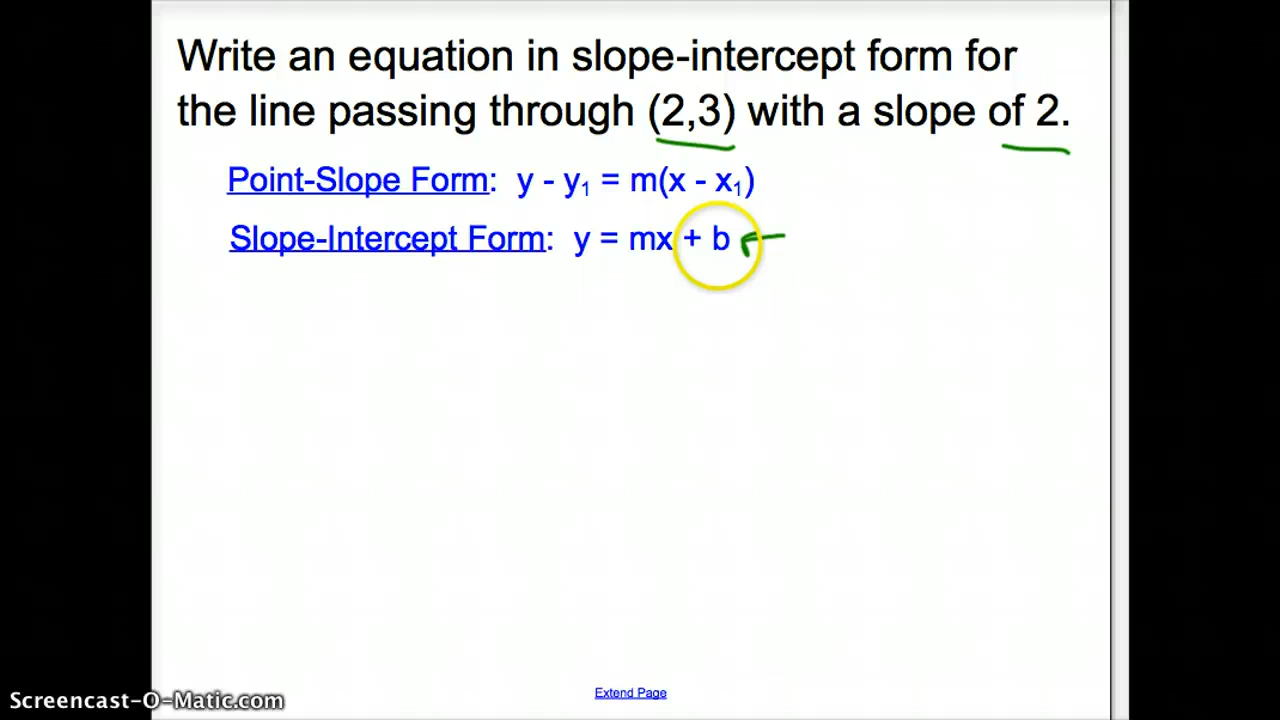 Write an equation in slope-intercept form for
the line passing through (2,3) with a slope of 2.
Point-Slope Form: y - y₁ = m(x - x₁)
Slope-Intercept Form: y = mx + b
Extend Page
Screencast-O-Matic.com